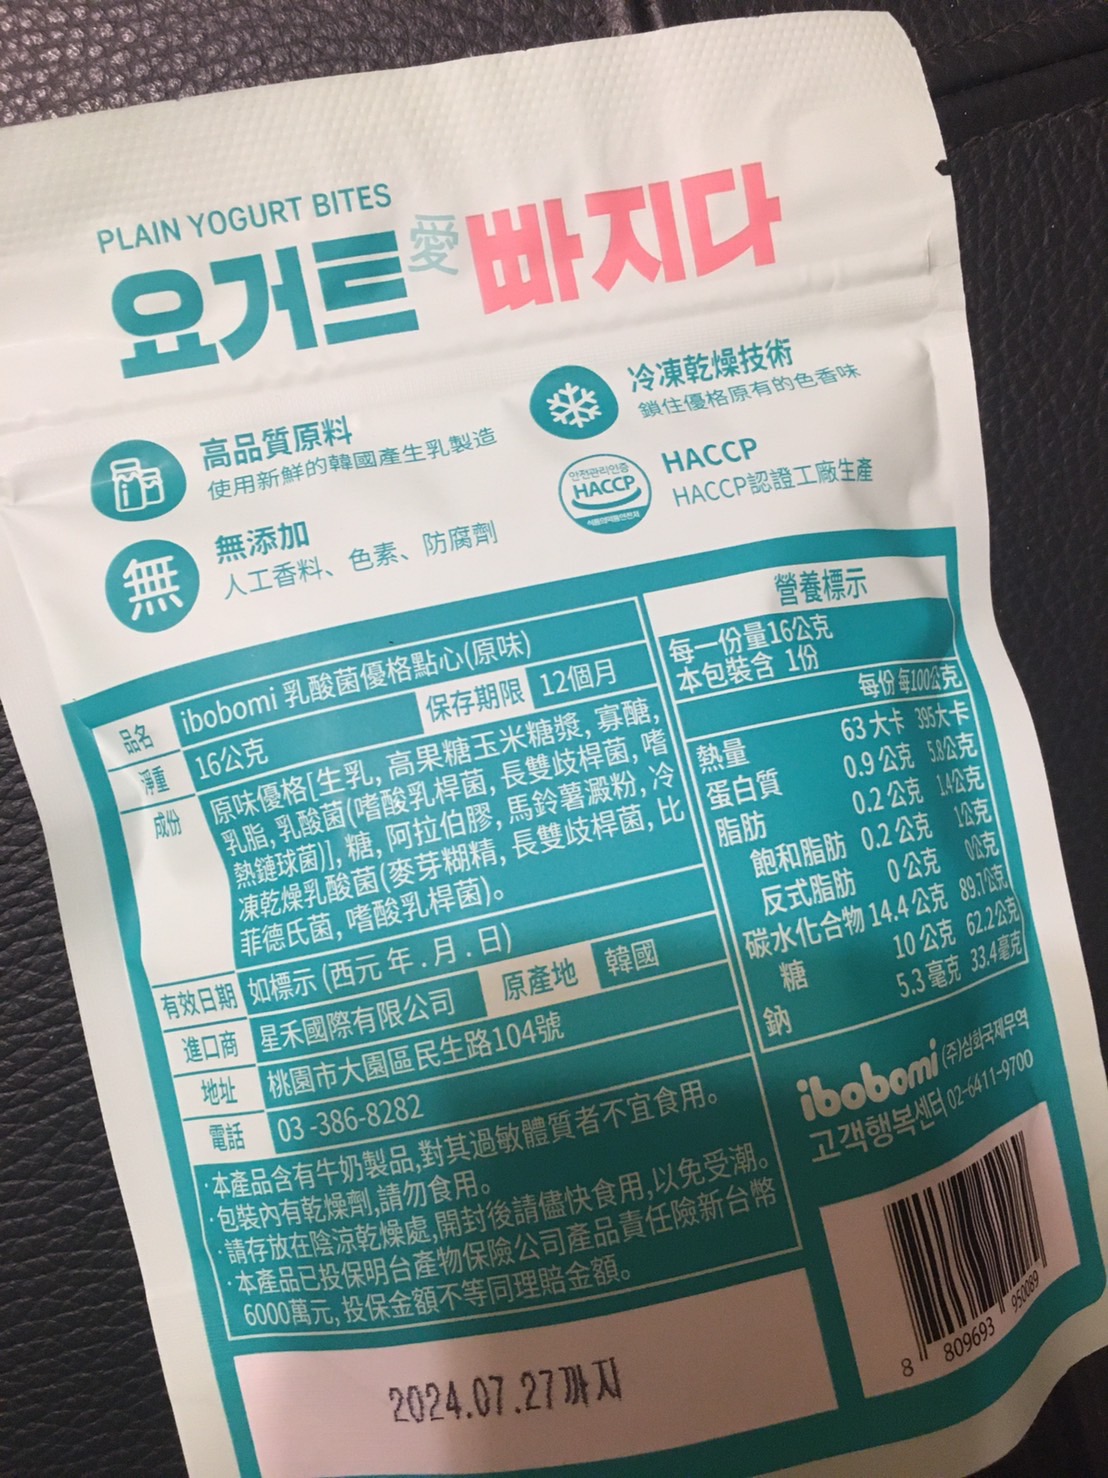 PLAIN YOGURT BITES
요거트愛빠지다
高品質原料
使用新鮮的韓國產生乳製造
冷凍乾燥技術
鎖住優格原有的色香味
無
無添加
人工香料、色素、防腐劑
안전관리인증
HACCP
HACCP
HACCP認證工廠生產
品名 ibobomi 乳酸菌優格點心(原味)
淨重 16公克 保存期限 12個月
成份 原味優格[生乳, 高果糖玉米糖漿, 寡醣,
乳脂, 乳酸菌(嗜酸乳桿菌, 長雙歧桿菌, 嗜
熱鏈球菌)], 糖, 阿拉伯膠, 馬鈴薯澱粉, 冷
凍乾燥乳酸菌(麥芽糊精, 長雙歧桿菌, 比
菲德氏菌, 嗜酸乳桿菌)。
有效日期 如標示 (西元 年 . 月 . 日)
進口商 星禾國際有限公司 原產地 韓國
地址 桃園市大園區民生路104號
電話 03 -386-8282
·本產品含有牛奶製品,對其過敏體質者不宜食用。
·包裝內有乾燥劑,請勿食用。
·請存放在陰涼乾燥處,開封後請儘快食用,以免受潮。
·本產品已投保明台產物保險公司產品責任險新台幣
6000萬元, 投保金額不等同理賠金額。
營養標示
每一份量16公克
本包裝含 1份
每份 每100公克
熱量 63 大卡 395大卡
蛋白質 0.9 公克 5.8公克
脂肪 0.2 公克 1.4公克
飽和脂肪 0.2 公克 1公克
反式脂肪 0 公克 0公克
碳水化合物 14.4 公克 89.7公克
糖 10 公克 62.2公克
鈉 5.3 毫克 33.4毫克
ibobomi (주)삼화국제무역
고객행복센터 02-6411-9700
8 809693 950089
2024.07.27까지